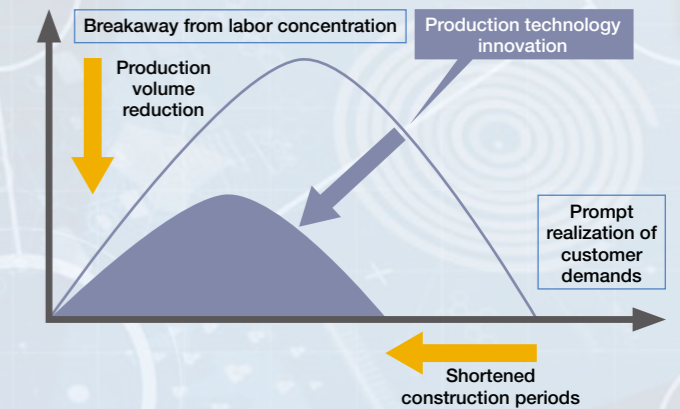 Breakaway from labor concentration
Production technology
innovation
Production
volume
reduction
Prompt
realization of
customer
demands
Shortened
construction periods